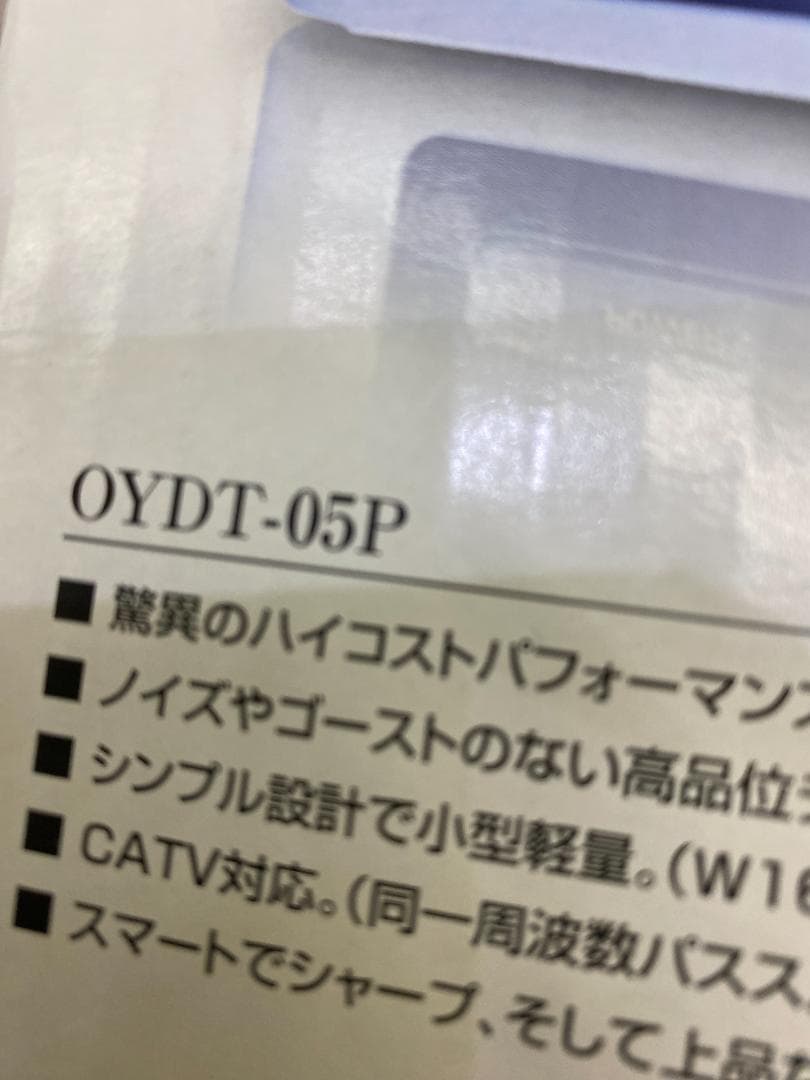 OYDT-05P
■ 驚異のハイコストパフォーマンス
■ ノイズやゴーストのない高品位
■ シンプル設計で小型軽量。(W16
■ CATV対応。(同一周波数パスス
■ スマートでシャープ、そして上品な